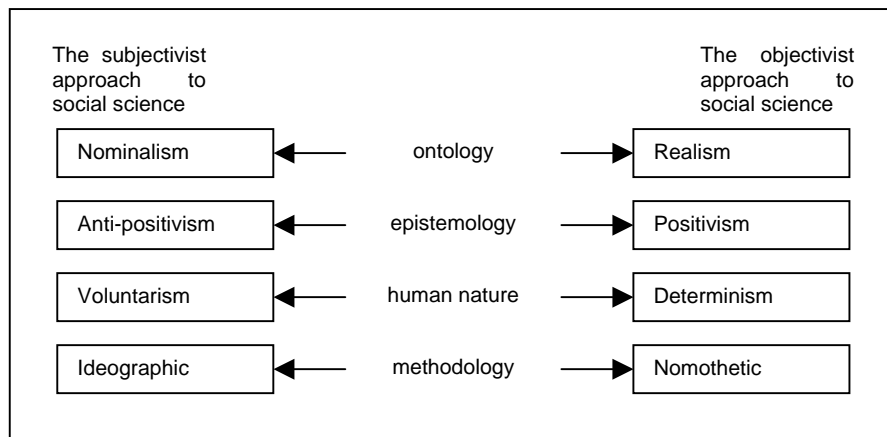 The subjectivist
approach to
social science
The objectivist
approach to
social science
Nominalism ontology Realism
Anti-positivism epistemology Positivism
Voluntarism human nature Determinism
Ideographic methodology Nomothetic